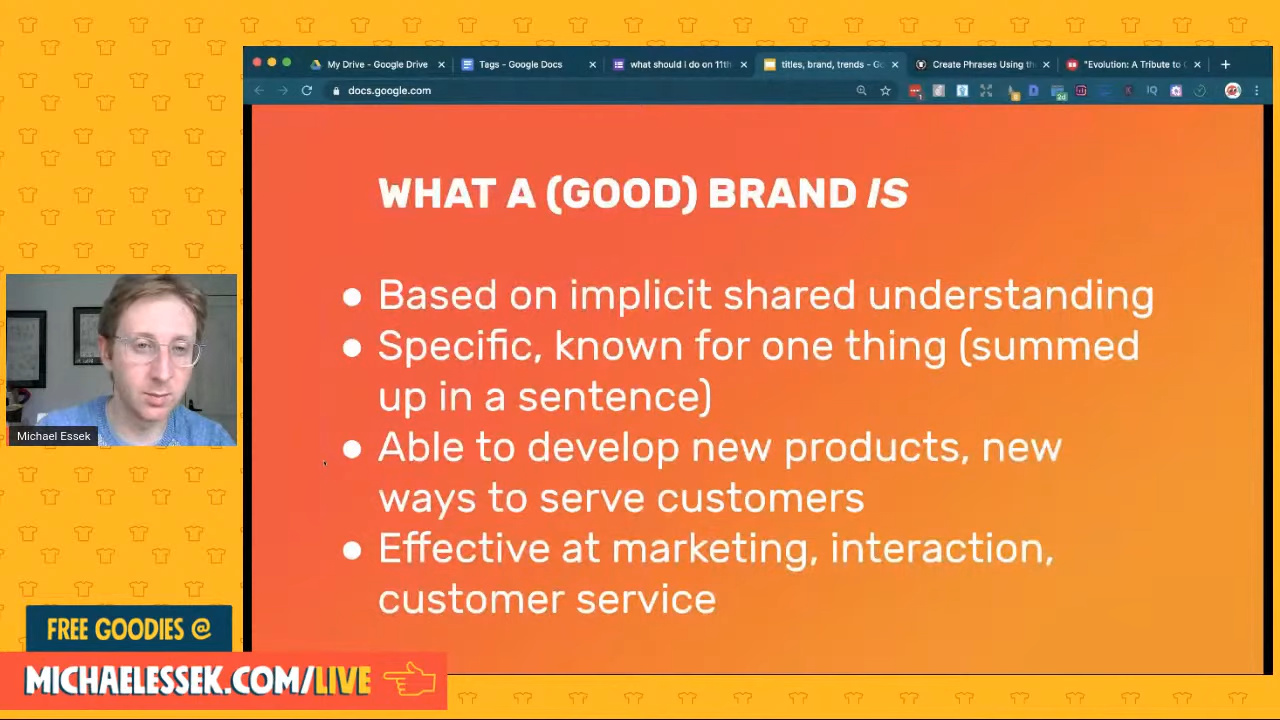 My Drive - Google Drive
Tags - Google Docs
what should I do on 11th
titles, brand, trends - Go
Create Phrases Using th
"Evolution: A Tribute to
docs.google.com
WHAT A (GOOD) BRAND IS
● Based on implicit shared understanding
● Specific, known for one thing (summed
up in a sentence)
● Able to develop new products, new
ways to serve customers
● Effective at marketing, interaction,
customer service
Michael Essek
FREE GOODIES @
MICHAELESSEK.COM/LIVE